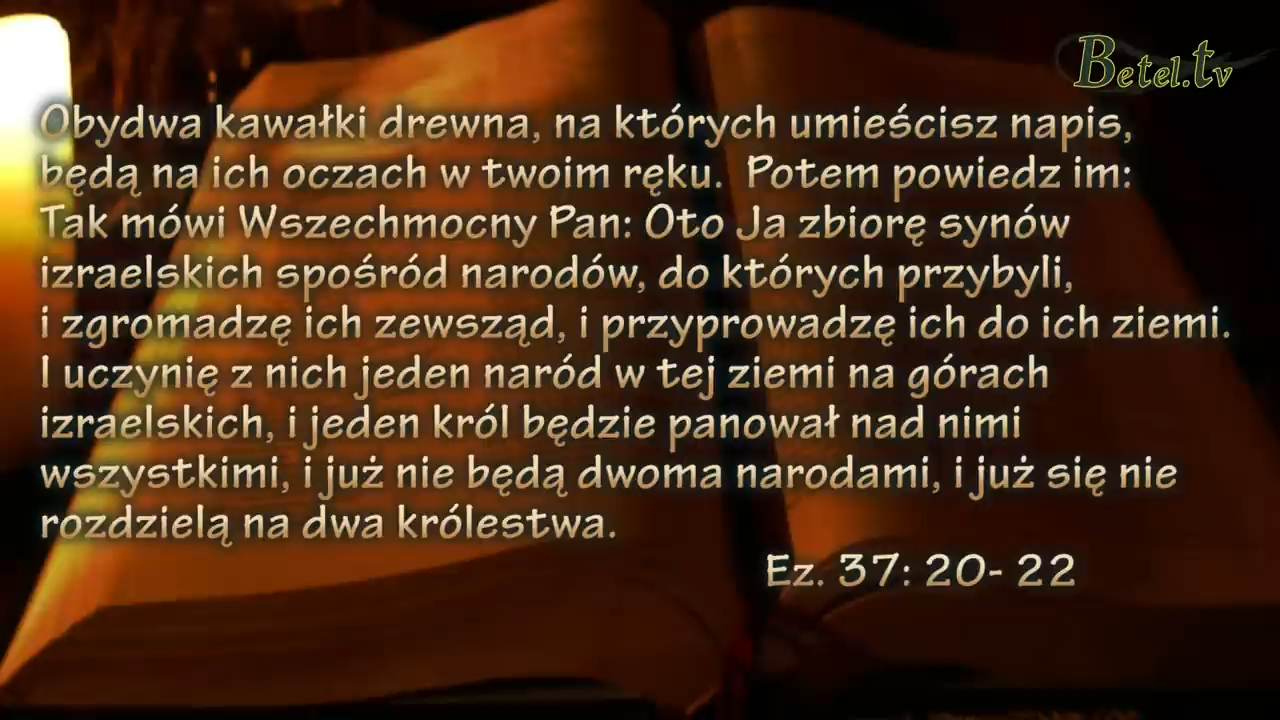 Betel.tv
Obydwa kawałki drewna, na których umieścisz napis,
będą na ich oczach w twoim ręku. Potem powiedz im:
Tak mówi Wszechmocny Pan: Oto Ja zbiorę synów
izraelskich spośród narodów, do których przybyli,
i zgromadzę ich zewsząd, i przyprowadzę ich do ich ziemi.
I uczynię z nich jeden naród w tej ziemi na górach
izraelskich, i jeden król będzie panował nad nimi
wszystkimi, i już nie będą dwoma narodami, i już się nie
rozdzielą na dwa królestwa.
Ez. 37: 20- 22